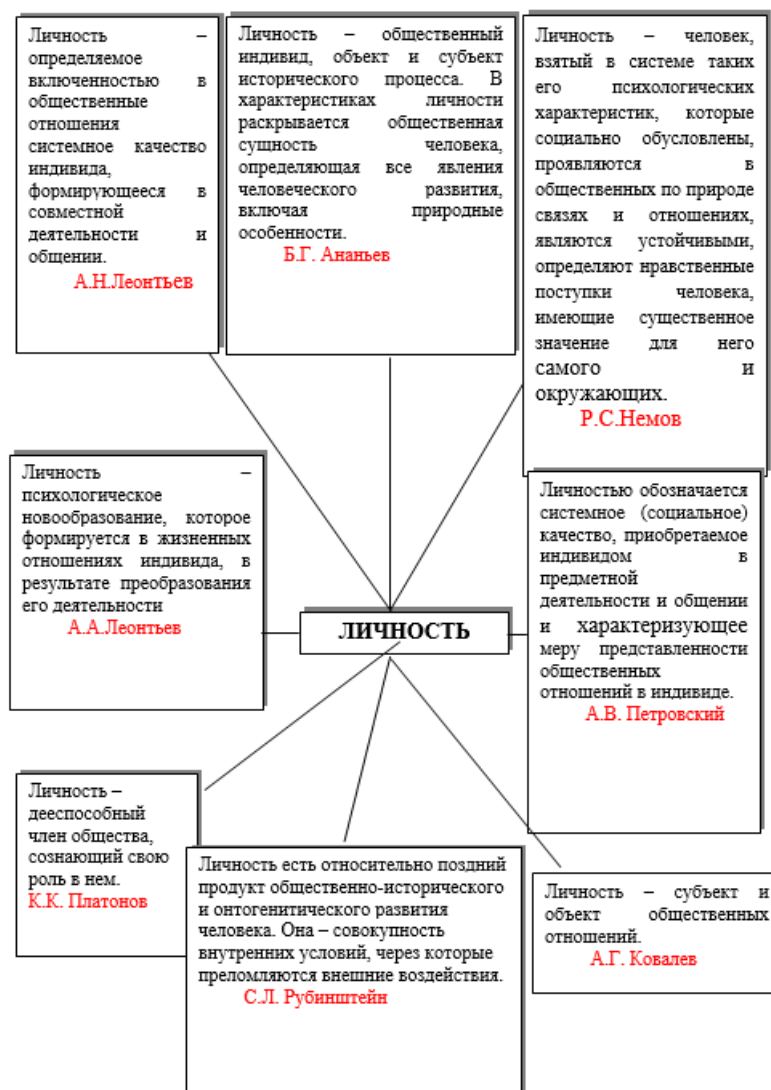 Личность –
определяемое
включенностью в
общественные
отношения
системное качество
индивида,
формирующееся в
совместной
деятельности и
общении.
А.Н.Леонтьев
Личность – общественный
индивид, объект и субъект
исторического процесса. В
характеристиках личности
раскрывается общественная
сущность человека,
определяющая все явления
человеческого развития,
включая природные
особенности.
Б.Г. Ананьев
Личность – человек,
взятый в системе таких
его психологических
характеристик, которые
социально обусловлены,
проявляются в
общественных по природе
связях и отношениях,
являются устойчивыми,
определяют нравственные
поступки человека,
имеющие существенное
значение для него
самого и
окружающих.
Р.С.Немов
Личность –
психологическое
новообразование, которое
формируется в жизненных
отношениях индивида, в
результате преобразования
его деятельности
А.А.Леонтьев
ЛИЧНОСТЬ
Личностью обозначается
системное (социальное)
качество, приобретаемое
индивидом в
предметной
деятельности и общении
и характеризующее
меру представленности
общественных
отношений в индивиде.
А.В. Петровский
Личность –
дееспособный
член общества,
сознающий свою
роль в нем.
К.К. Платонов
Личность есть относительно поздний
продукт общественно-исторического
и онтогенитического развития
человека. Она – совокупность
внутренних условий, через которые
преломляются внешние воздействия.
С.Л. Рубинштейн
Личность – субъект и
объект общественных
отношений.
А.Г. Ковалев